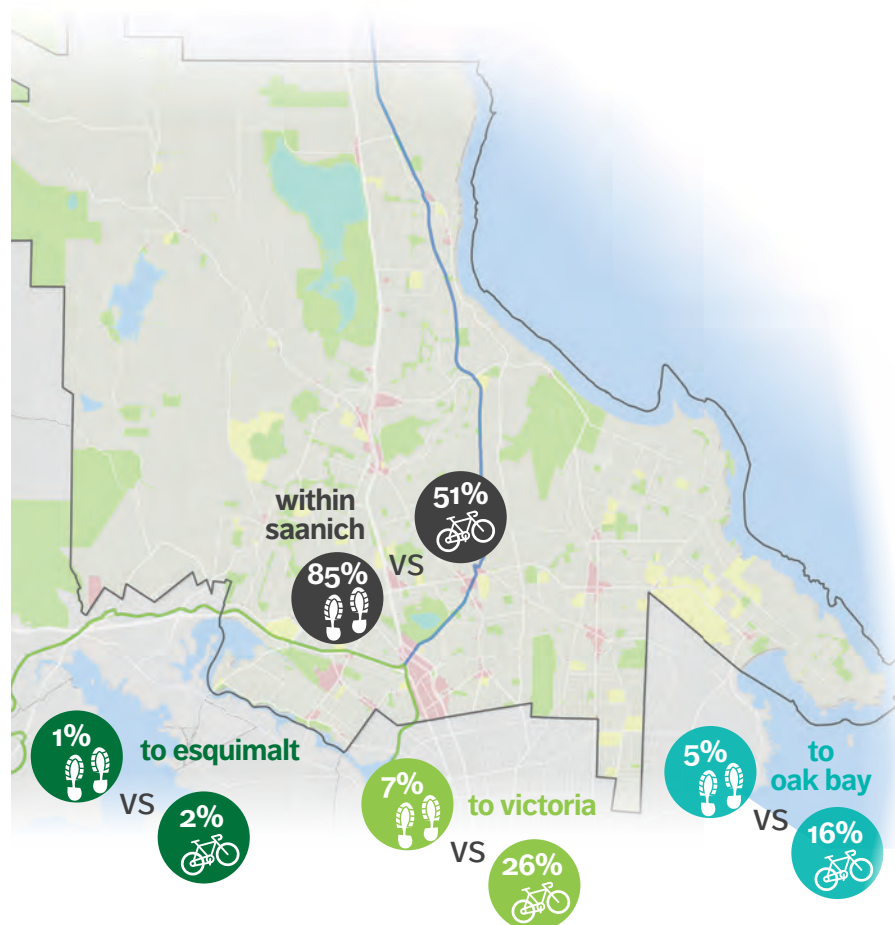 within
saanich
85%
vs
51%
1%
to esquimalt
vs
2%
7%
to victoria
vs
26%
5%
to
oak bay
vs
16%